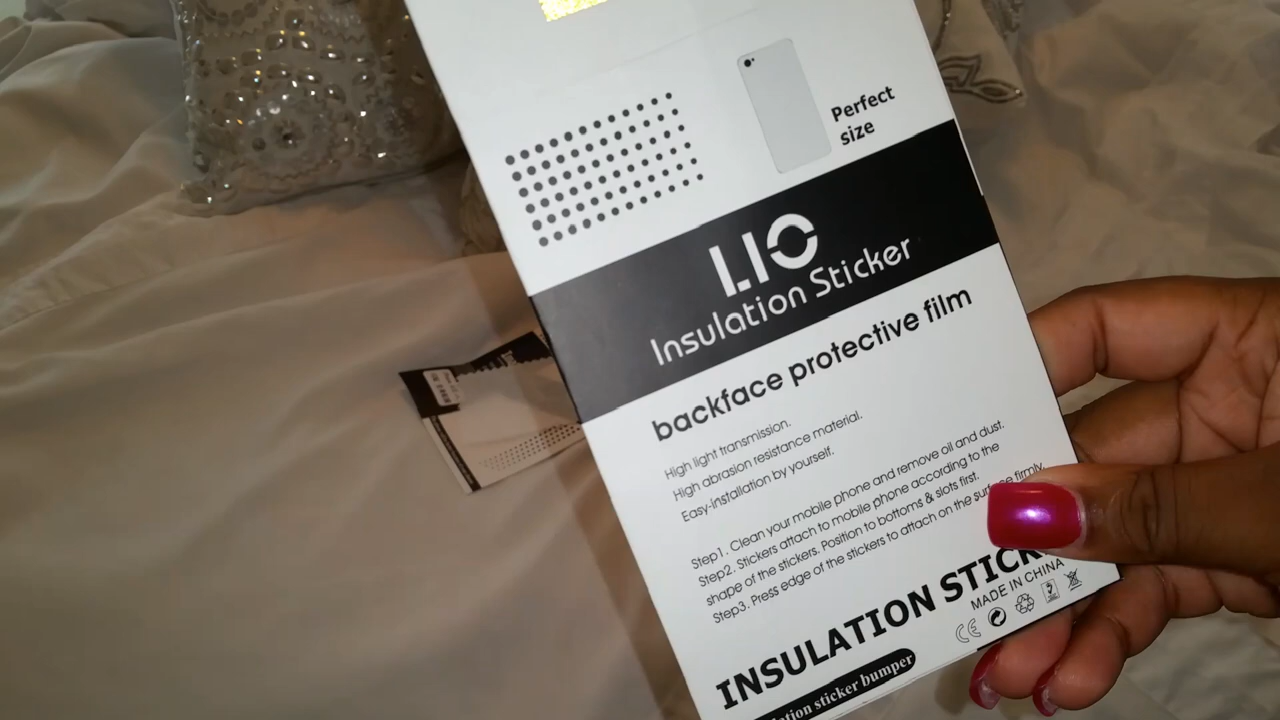 Perfect
size
LIO
Insulation Sticker
backface protective film
High light transmission.
High abrasion resistance material.
Easy-installation by yourself.
Step1. Clean your mobile phone and remove oil and dust.
Step2. Stickers attach to mobile phone according to the
shape of the stickers. Position to bottoms & slots first.
Step3. Press edge of the stickers to attach on the surface firmly.
INSULATION STICK
MADE IN CHINA
CE
sticker bumper